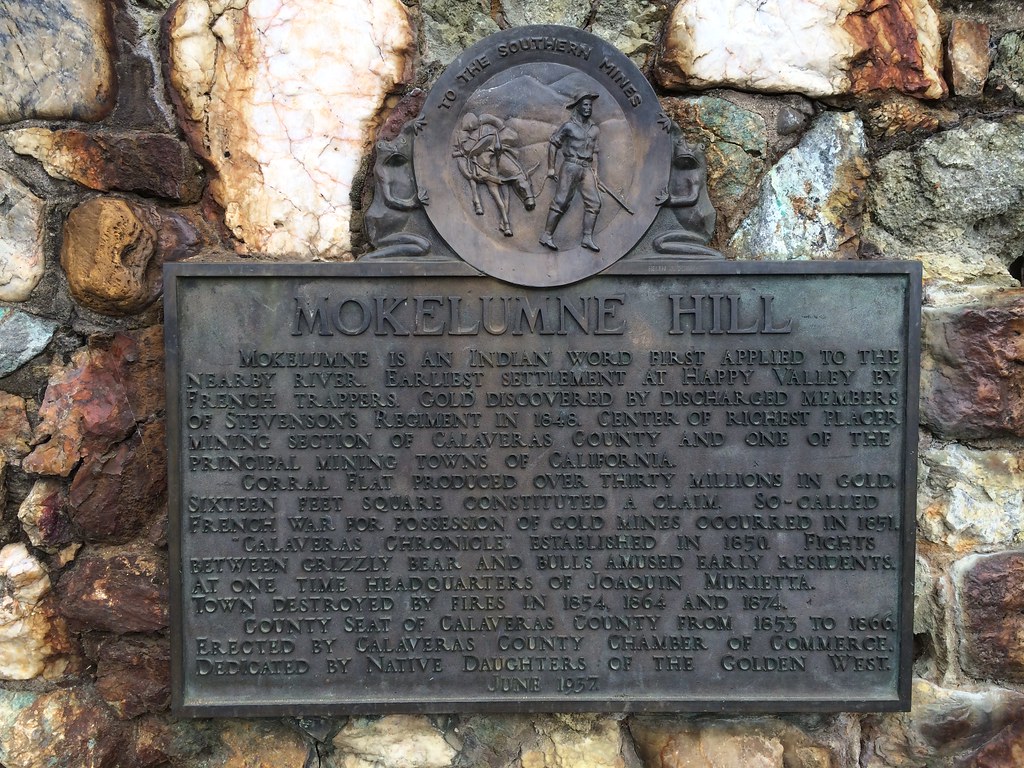 TO THE SOUTHERN MINES
MOKELUMNE HILL
MOKELUMNE IS AN INDIAN WORD FIRST APPLIED TO THE
NEARBY RIVER. EARLIEST SETTLEMENT AT HAPPY VALLEY BY
FRENCH TRAPPERS. GOLD DISCOVERED BY DISCHARGED MEMBERS
OF STEVENSON'S REGIMENT IN 1848. CENTER OF RICHEST PLACER
MINING SECTION OF CALAVERAS COUNTY AND ONE OF THE
PRINCIPAL MINING TOWNS OF CALIFORNIA.
CORRAL FLAT PRODUCED OVER THIRTY MILLIONS IN GOLD.
SIXTEEN FEET SQUARE CONSTITUTED A CLAIM. SO-CALLED
FRENCH WAR FOR POSSESSION OF GOLD MINES OCCURRED IN 1851.
"CALAVERAS CHRONICLE" ESTABLISHED IN 1850. FIGHTS
BETWEEN GRIZZLY BEAR AND BULLS AMUSED EARLY RESIDENTS.
AT ONE TIME HEADQUARTERS OF JOAQUIN MURIETTA.
TOWN DESTROYED BY FIRES IN 1854, 1864 AND 1874.
COUNTY SEAT OF CALAVERAS COUNTY FROM 1853 TO 1866.
ERECTED BY CALAVERAS COUNTY CHAMBER OF COMMERCE.
DEDICATED BY NATIVE DAUGHTERS OF THE GOLDEN WEST.
JUNE 1937.